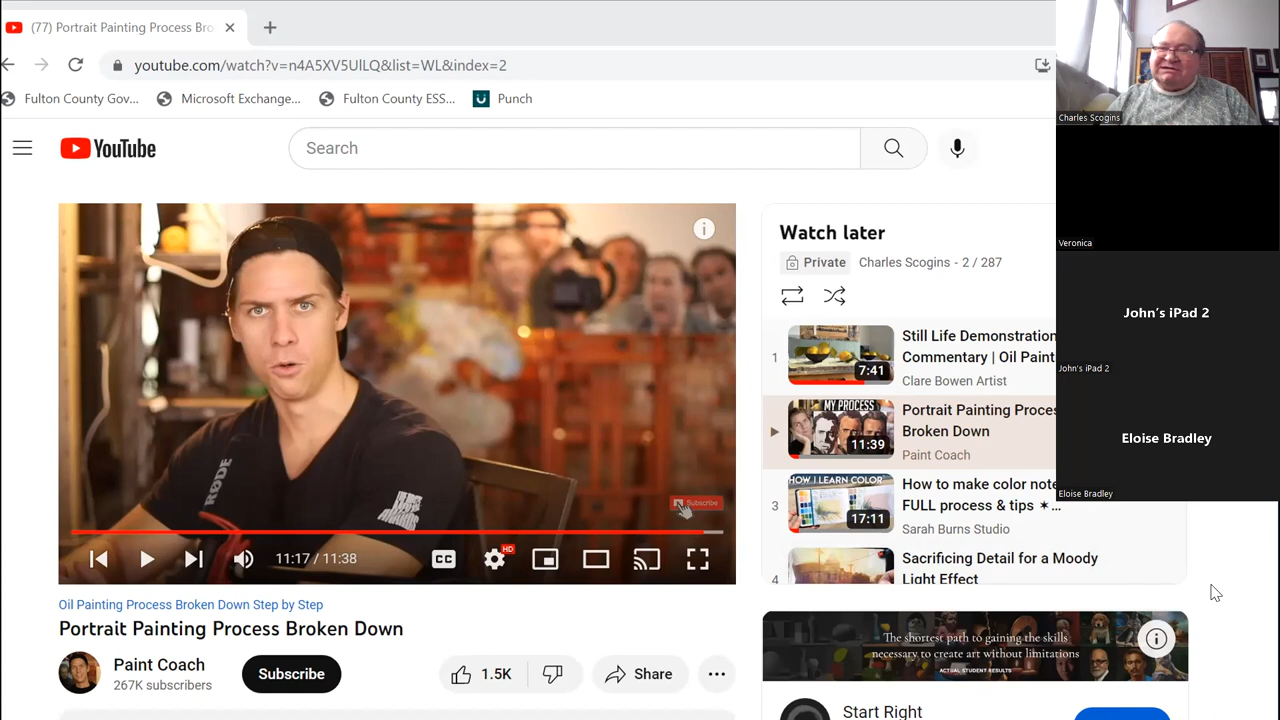 (77) Portrait Painting Process Bro
youtube.com/watch?v=n4A5XV5UlLQ&list=WL&index=2
Fulton County Gov...
Microsoft Exchange...
Fulton County ESS...
Punch
YouTube
Search
RØDE
Subscribe
11:17 / 11:38
CC
HD
Oil Painting Process Broken Down Step by Step
Portrait Painting Process Broken Down
Paint Coach
267K subscribers
Subscribe
1.5K
Share
Watch later
Private
Charles Scogins - 2 / 287
1
7:41
Still Life Demonstration
Commentary | Oil Paint
Clare Bowen Artist
MY PROCESS
11:39
Portrait Painting Proces
Broken Down
Paint Coach
3
HOW I LEARN COLOR
17:11
How to make color note
FULL process & tips ✶...
Sarah Burns Studio
4
Sacrificing Detail for a Moody
Light Effect
The shortest path to gaining the skills
necessary to create art without limitations
ACTUAL STUDENT RESULTS
Start Right
Charles Scogins
Veronica
John's iPad 2
John's iPad 2
Eloise Bradley
Eloise Bradley